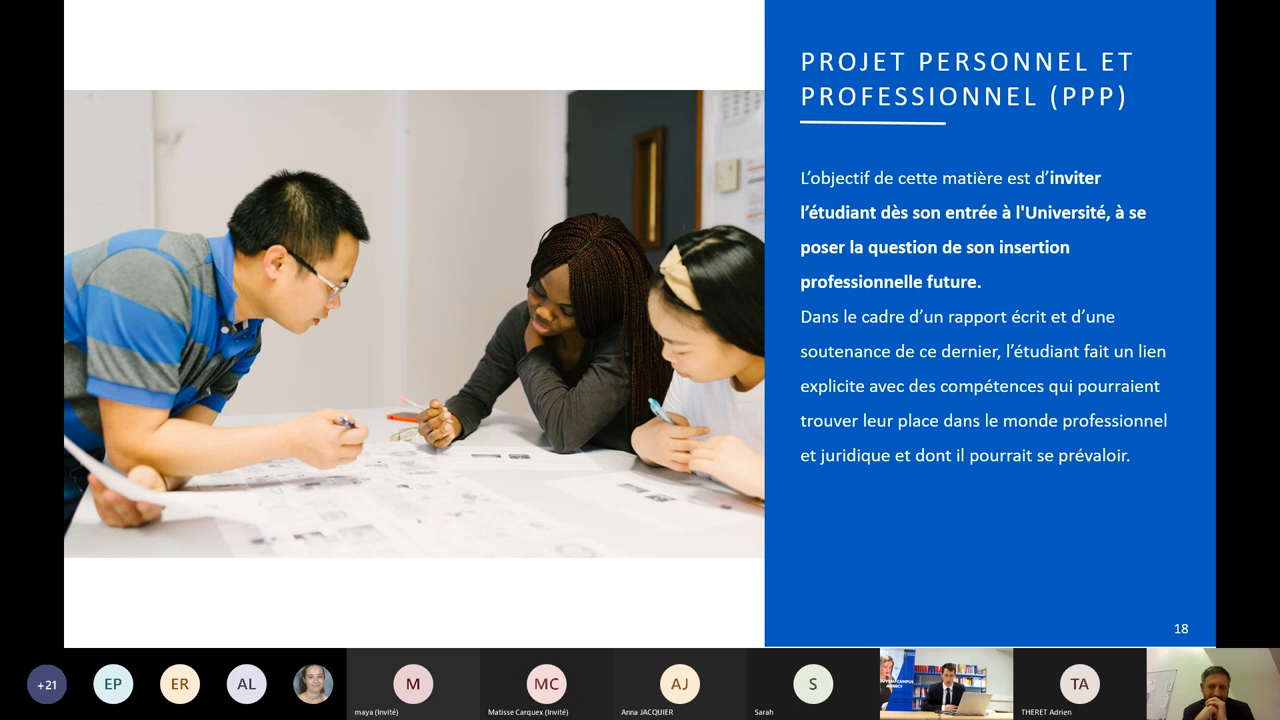 PROJET PERSONNEL ET
PROFESSIONNEL (PPP)
L’objectif de cette matière est d’inviter
l’étudiant dès son entrée à l'Université, à se
poser la question de son insertion
professionnelle future.
Dans le cadre d’un rapport écrit et d’une
soutenance de ce dernier, l’étudiant fait un lien
explicite avec des compétences qui pourraient
trouver leur place dans le monde professionnel
et juridique et dont il pourrait se prévaloir.
18
+21
EP
ER
AL
M
maya (Invité)
MC
Matisse Carquex (Invité)
AJ
Anna JACQUIER
S
Sarah
CAMPUS
TA
THERET Adrien